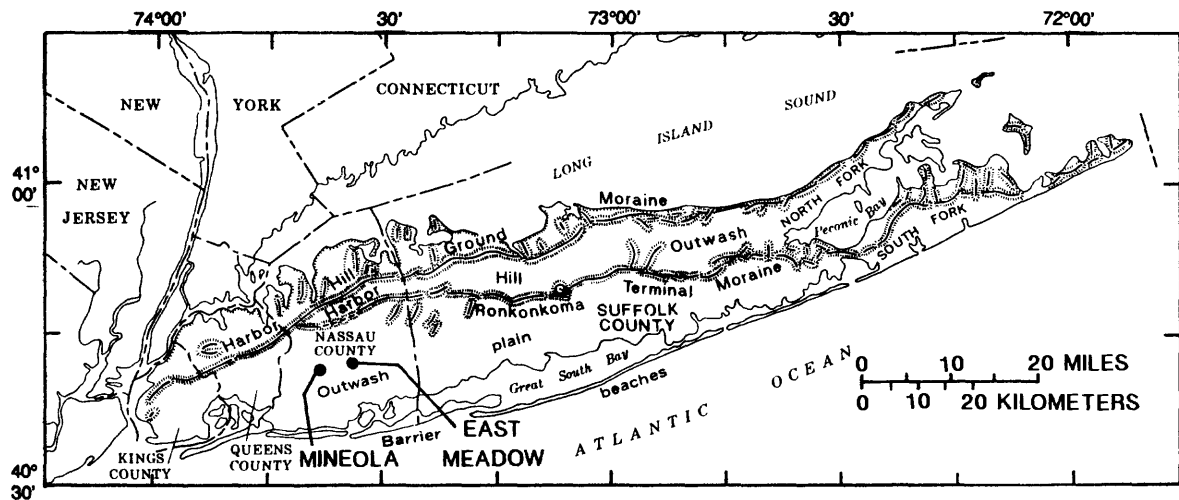 74°00' 30' 73°00' 30' 72°00'
NEW YORK
CONNECTICUT
LONG ISLAND SOUND
41°
00'
NEW
JERSEY
Moraine
NORTH FORK
Peconic Bay
SOUTH FORK
Ground
Outwash
Hill
Hill
Moraine
Harbor
Harbor
Ronkonkoma
Terminal
SUFFOLK
COUNTY
NASSAU
COUNTY
plain
Outwash
Great South Bay
beaches
Barrier
ATLANTIC OCEAN
0 10 20 MILES
0 10 20 KILOMETERS
EAST
MEADOW
MINEOLA
QUEENS
COUNTY
KINGS
COUNTY
40°
30'